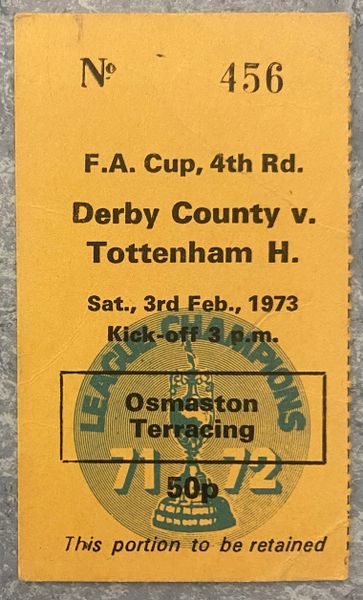 Nº 456
F.A. Cup, 4th Rd.
Derby County v.
Tottenham H.
Sat., 3rd Feb., 1973
Kick-off 3 p.m.
LEAGUE CHAMPIONS
Osmaston
Terracing
71 72
50p
This portion to be retained